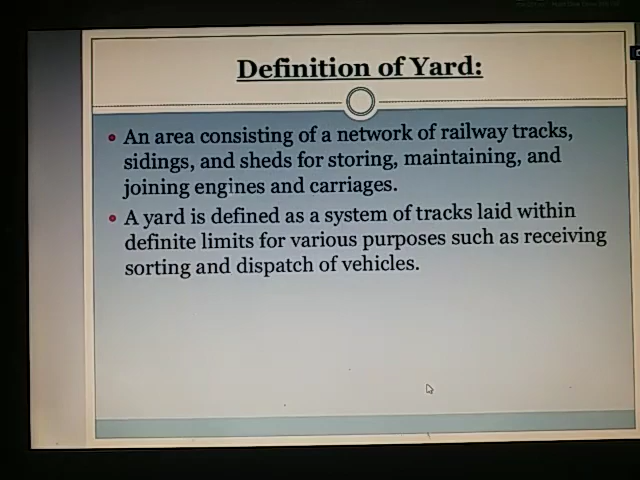 Definition of Yard:
An area consisting of a network of railway tracks,
sidings, and sheds for storing, maintaining, and
joining engines and carriages.
A yard is defined as a system of tracks laid within
definite limits for various purposes such as receiving
sorting and dispatch of vehicles.